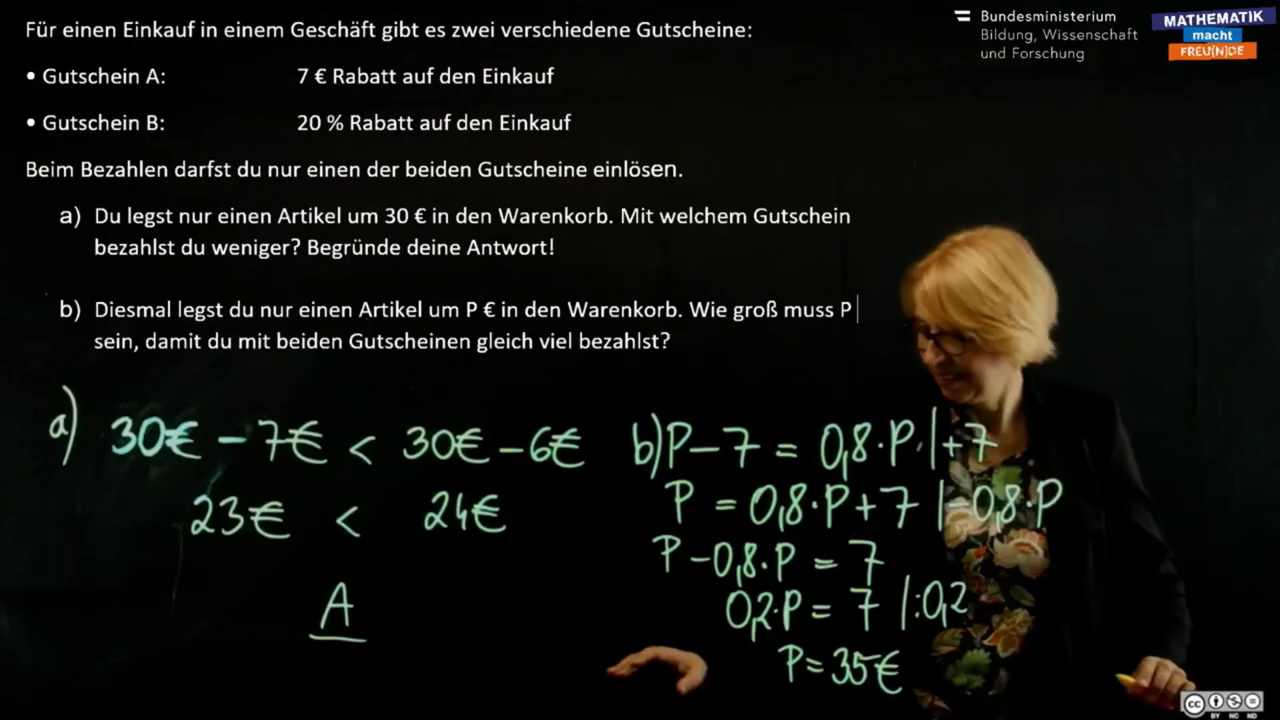 Für einen Einkauf in einem Geschäft gibt es zwei verschiedene Gutscheine:
• Gutschein A: 7 € Rabatt auf den Einkauf
• Gutschein B: 20 % Rabatt auf den Einkauf
Beim Bezahlen darfst du nur einen der beiden Gutscheine einlösen.
a) Du legst nur einen Artikel um 30 € in den Warenkorb. Mit welchem Gutschein
bezahlst du weniger? Begründe deine Antwort!
b) Diesmal legst du nur einen Artikel um P € in den Warenkorb. Wie groß muss P
sein, damit du mit beiden Gutscheinen gleich viel bezahlst?
Bundesministerium
Bildung, Wissenschaft
und Forschung
MATHEMATIK
macht
FREU(N)DE
a) 30€ – 7€ < 30€ – 6€
23€ < 24€
A
b) P – 7 = 0,8·P |+7
P = 0,8·P + 7 |–0,8·P
P – 0,8·P = 7
0,2·P = 7 |:0,2
P = 35€
cc
BY NC ND